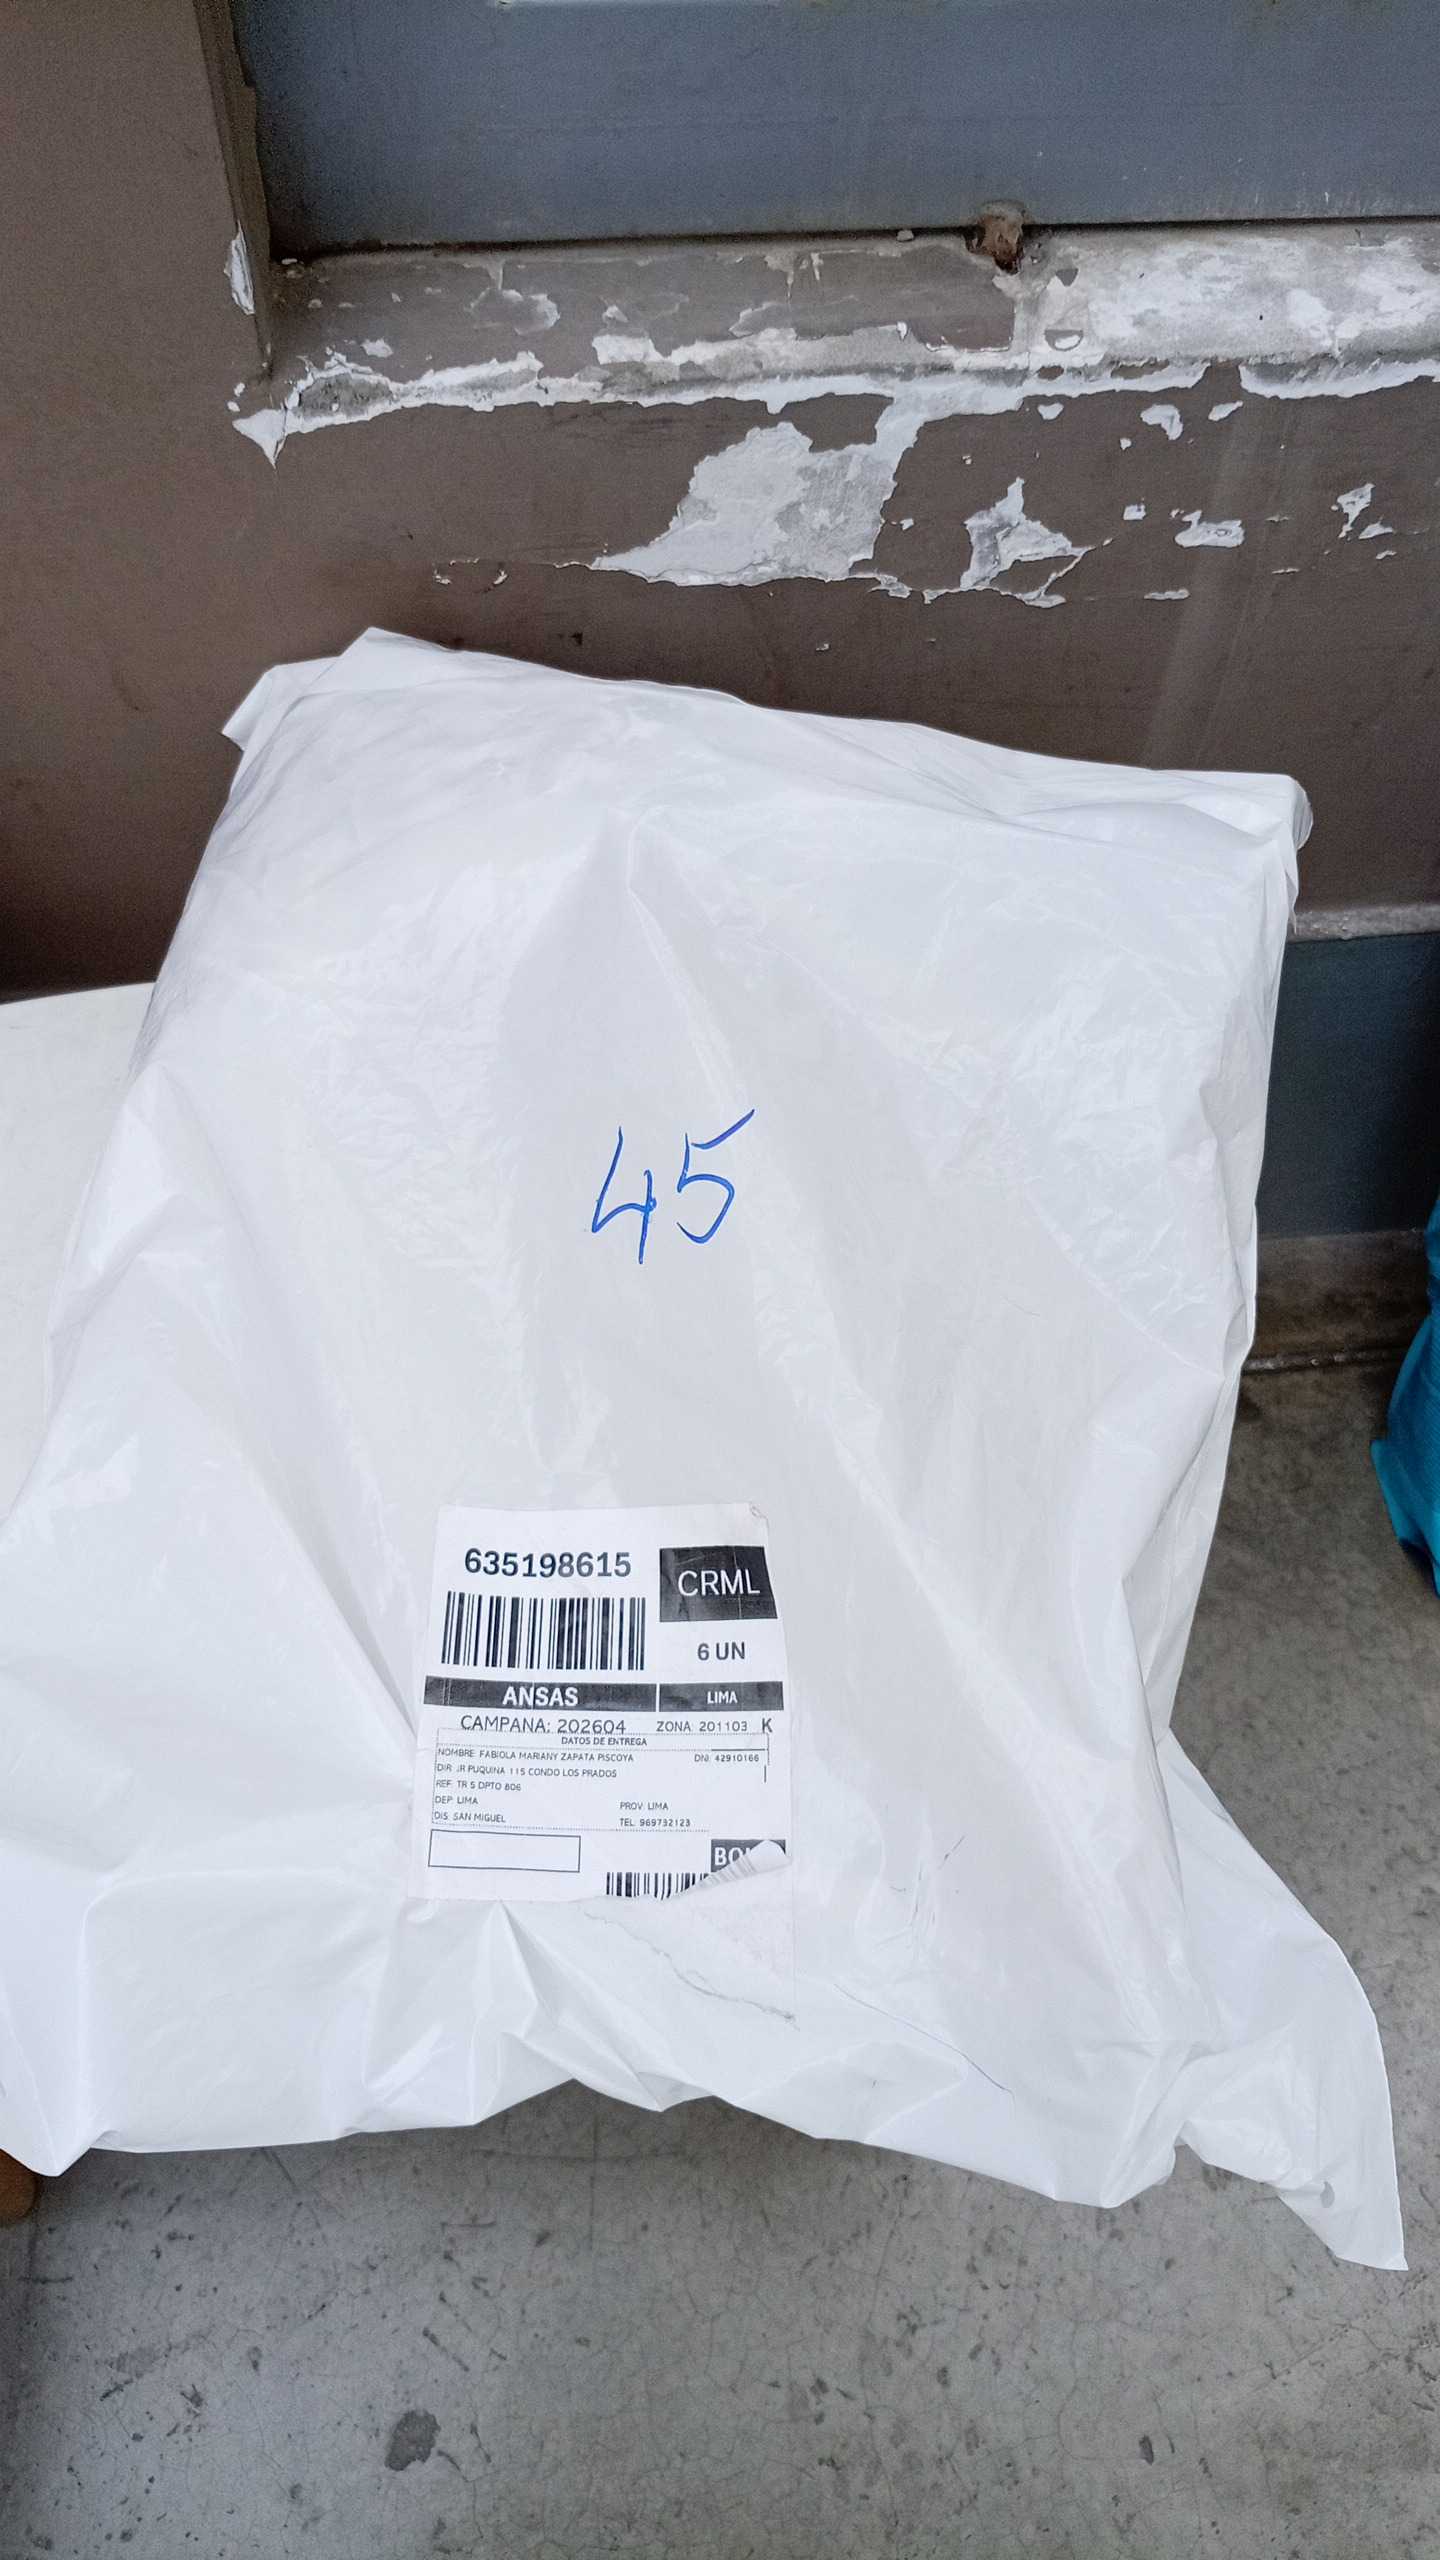 45
635198615
CRML
6 UN
ANSAS LIMA
CAMPANA: 202604 ZONA: 201103 K
DATOS DE ENTREGA
NOMBRE: FABIOLA MARIANY ZAPATA PISCOYA DNI: 42910166
DIR: JR PUQUINA 115 CONDO LOS PRADOS
REF: TR 5 DPTO 806
DEP: LIMA PROV: LIMA
DIS: SAN MIGUEL TEL: 969732123